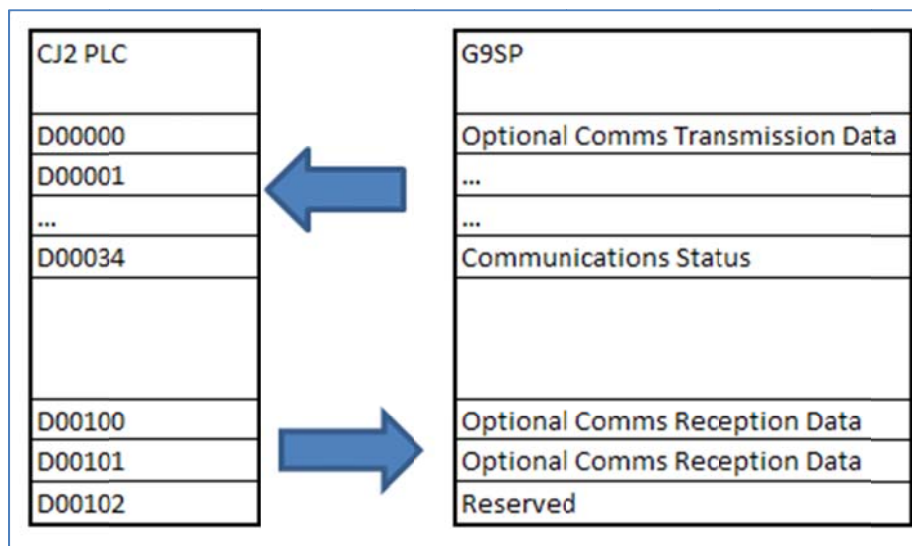 CJ2 PLC
D00000
D00001
...
D00034
D00100
D00101
D00102
G9SP
Optional Comms Transmission Data
...
...
Communications Status
Optional Comms Reception Data
Optional Comms Reception Data
Reserved